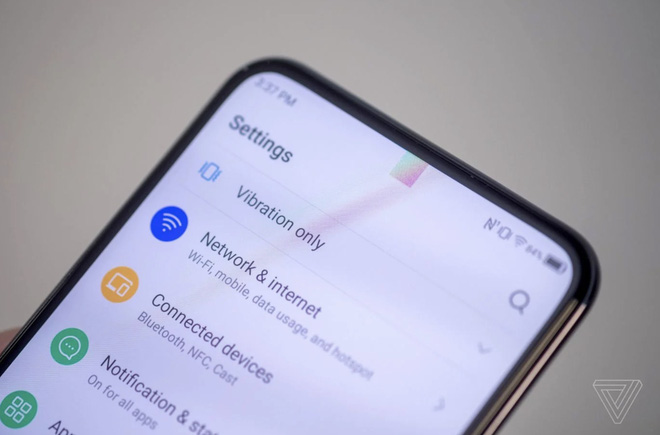 3:37 PM
84%
Settings
Vibration only
Network & internet
Wi-Fi, mobile, data usage, and hotspot
Connected devices
Bluetooth, NFC, Cast
Notification & sta
On for all apps